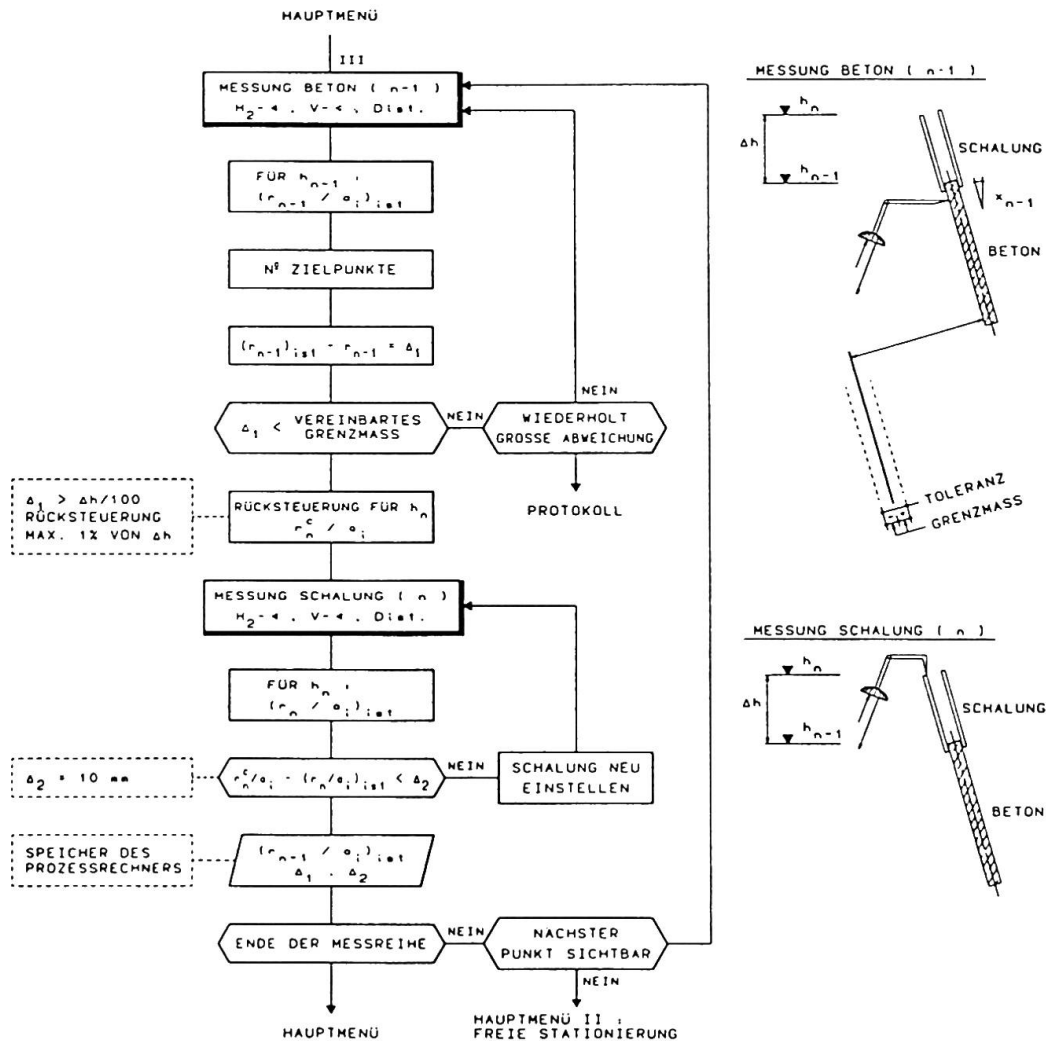 HAUPTMENÜ
III
MESSUNG BETON ( n-1 )
H₂-∢ , V-∢ , Dist.
FÜR hₙ₋₁ :
(rₙ₋₁ / aᵢ)ᵢₛₜ
Nº ZIELPUNKTE
(rₙ₋₁)ᵢₛₜ - rₙ₋₁ = Δ₁
Δ₁ < VEREINBARTES
GRENZMASS
NEIN
WIEDERHOLT
GROSSE ABWEICHUNG
NEIN
PROTOKOLL
Δ₁ > Δh/100
RÜCKSTEUERUNG
MAX. 1% VON Δh
RÜCKSTEUERUNG FÜR hₙ
rₙᶜ / aᵢ
MESSUNG SCHALUNG ( n )
H₂-∢ , V-∢ , Dist.
FÜR hₙ :
(rₙ / aᵢ)ᵢₛₜ
Δ₂ = 10 mm
rₙᶜ/aᵢ - (rₙ/aᵢ)ᵢₛₜ < Δ₂
NEIN
SCHALUNG NEU
EINSTELLEN
SPEICHER DES
PROZESSRECHNERS
(rₙ₋₁ / aᵢ)ᵢₛₜ
Δ₁ , Δ₂
ENDE DER MESSREIHE
NEIN
NÄCHSTER
PUNKT SICHTBAR
NEIN
HAUPTMENÜ
HAUPTMENÜ II :
FREIE STATIONIERUNG
MESSUNG BETON ( n-1 )
hₙ
Δh
hₙ₋₁
SCHALUNG
xₙ₋₁
BETON
TOLERANZ
GRENZMASS
MESSUNG SCHALUNG ( n )
hₙ
Δh
hₙ₋₁
SCHALUNG
BETON